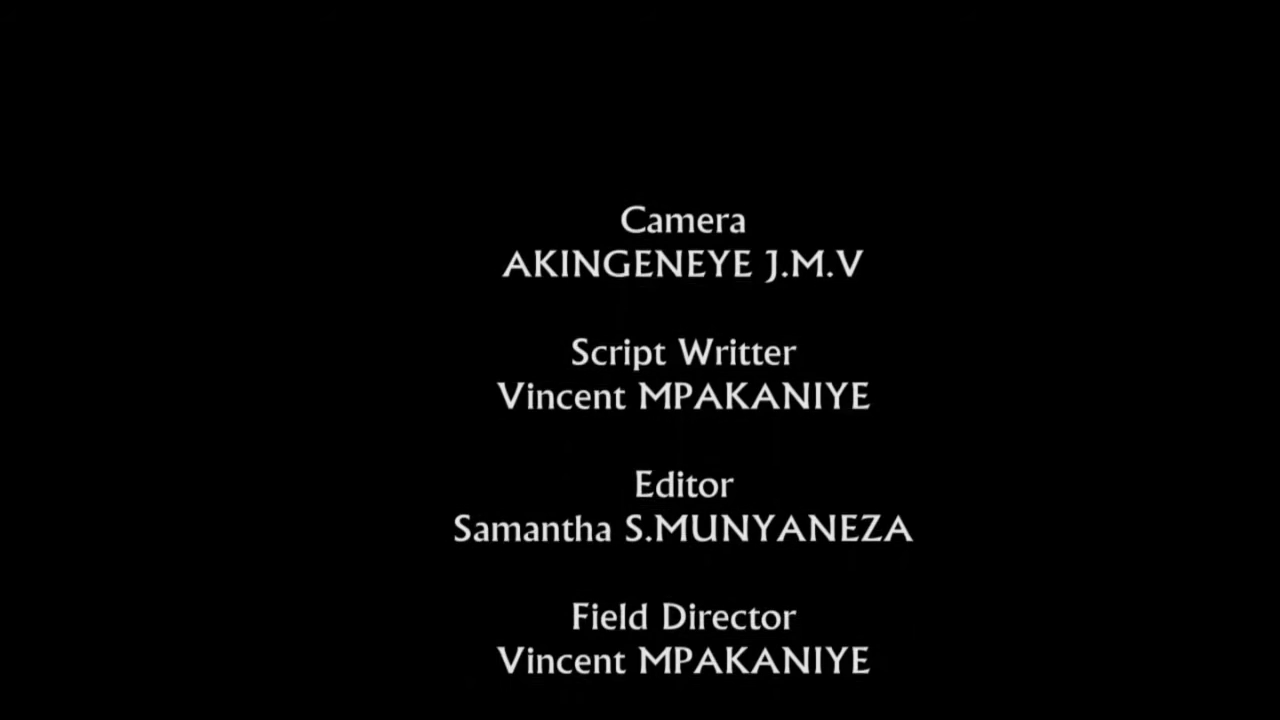 Camera
AKINGENEYE J.M.V
Script Writter
Vincent MPAKANIYE
Editor
Samantha S.MUNYANEZA
Field Director
Vincent MPAKANIYE